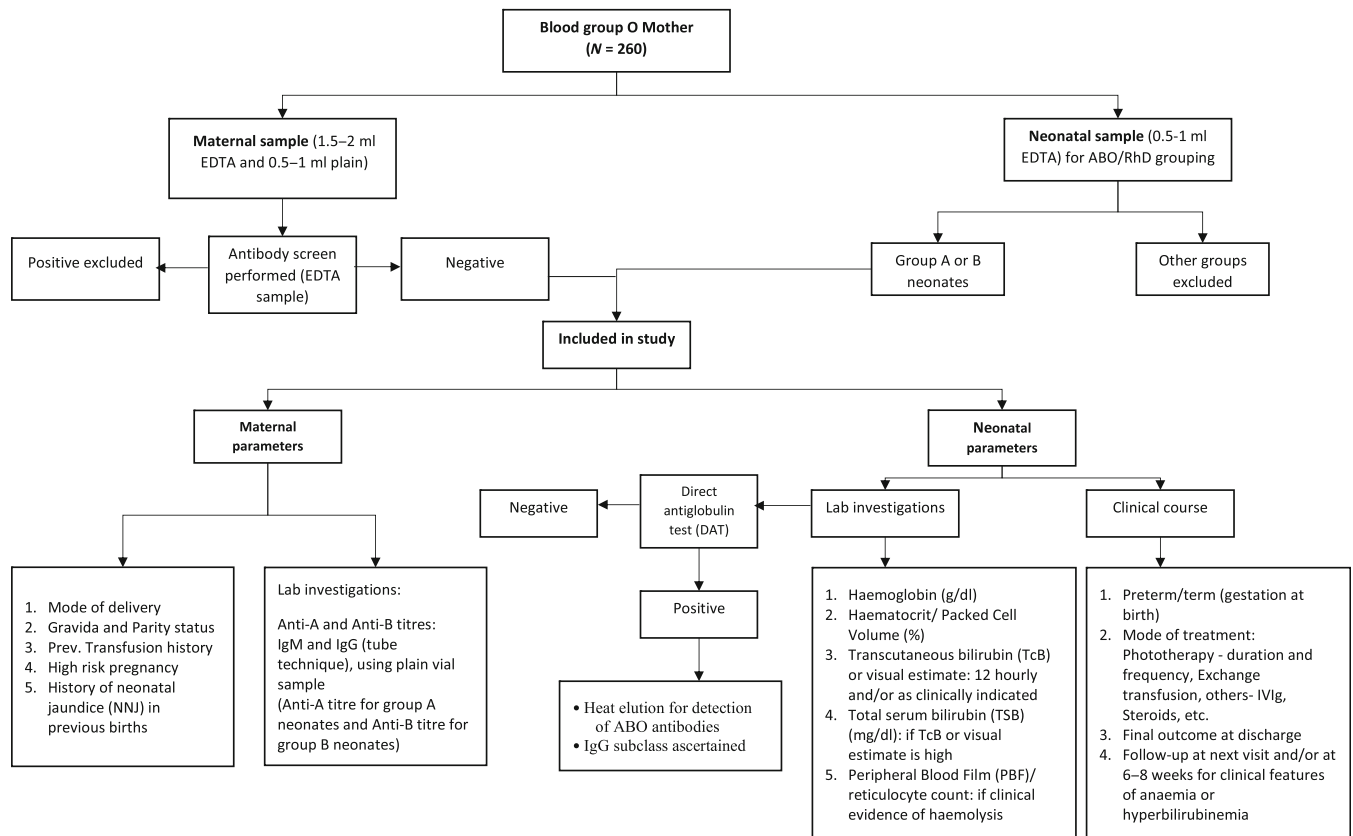 Blood group O Mother
(N = 260)
Maternal sample (1.5–2 ml
EDTA and 0.5–1 ml plain)
Neonatal sample (0.5-1 ml
EDTA) for ABO/RhD grouping
Positive excluded
Antibody screen
performed (EDTA
sample)
Negative
Group A or B
neonates
Other groups
excluded
Included in study
Maternal
parameters
Neonatal
parameters
Negative
Direct
antiglobulin
test (DAT)
Lab investigations
Clinical course
1. Mode of delivery
2. Gravida and Parity status
3. Prev. Transfusion history
4. High risk pregnancy
5. History of neonatal
jaundice (NNJ) in
previous births
Lab investigations:
Anti-A and Anti-B titres:
IgM and IgG (tube
technique), using plain vial
sample
(Anti-A titre for group A
neonates and Anti-B titre for
group B neonates)
Positive
• Heat elution for detection
of ABO antibodies
• IgG subclass ascertained
1. Haemoglobin (g/dl)
2. Haematocrit/ Packed Cell
Volume (%)
3. Transcutaneous bilirubin (TcB)
or visual estimate: 12 hourly
and/or as clinically indicated
4. Total serum bilirubin (TSB)
(mg/dl): if TcB or visual
estimate is high
5. Peripheral Blood Film (PBF)/
reticulocyte count: if clinical
evidence of haemolysis
1. Preterm/term (gestation at
birth)
2. Mode of treatment:
Phototherapy - duration and
frequency, Exchange
transfusion, others- IVIg,
Steroids, etc.
3. Final outcome at discharge
4. Follow-up at next visit and/or at
6–8 weeks for clinical features
of anaemia or
hyperbilirubinemia